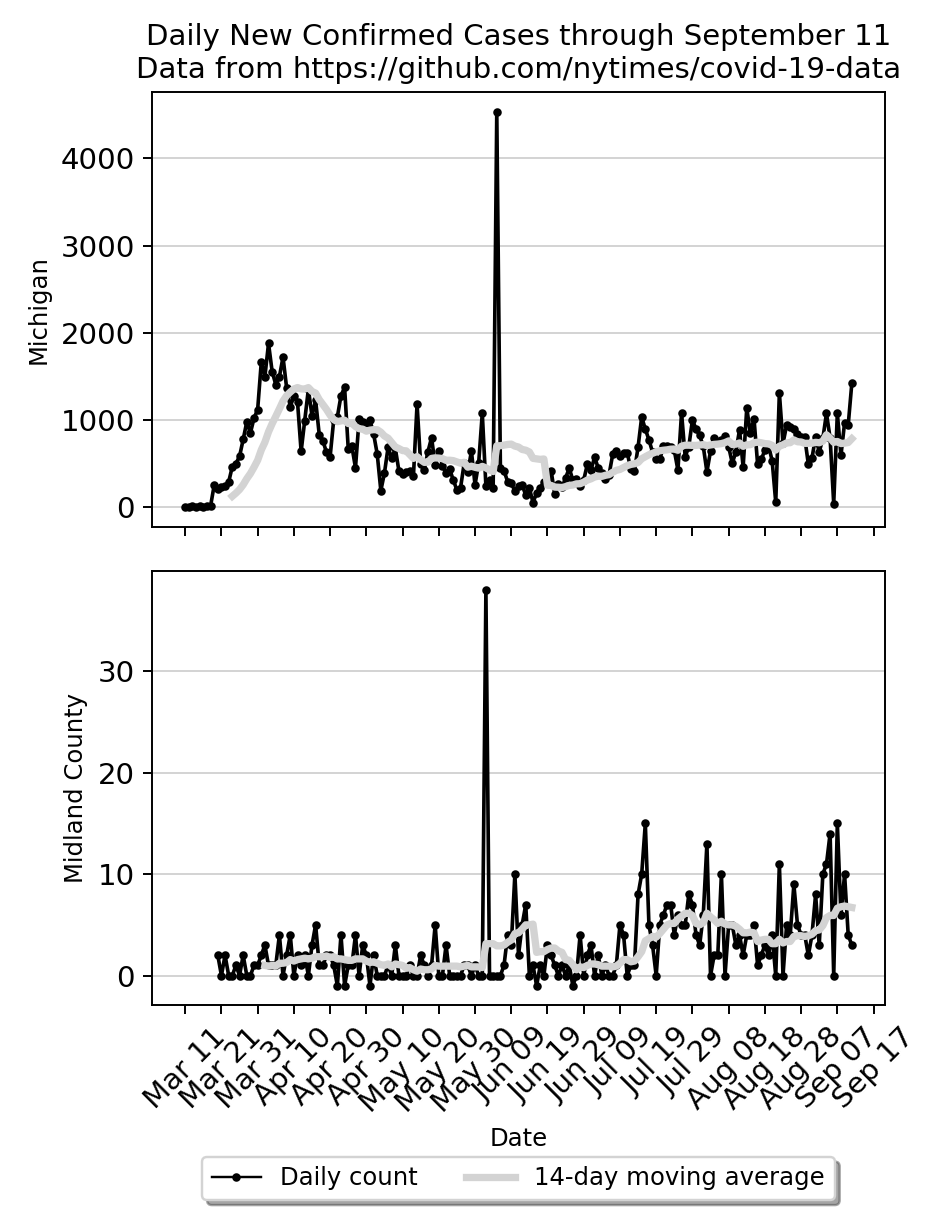 Daily New Confirmed Cases through September 11
Data from https://github.com/nytimes/covid-19-data
4000
3000
2000
1000
0
Michigan
30
20
10
0
Midland County
Mar 11
Mar 21
Mar 31
Apr 10
Apr 20
Apr 30
May 10
May 20
May 30
Jun 09
Jun 19
Jun 29
Jul 09
Jul 19
Jul 29
Aug 08
Aug 18
Aug 28
Sep 07
Sep 17
Date
Daily count
14-day moving average